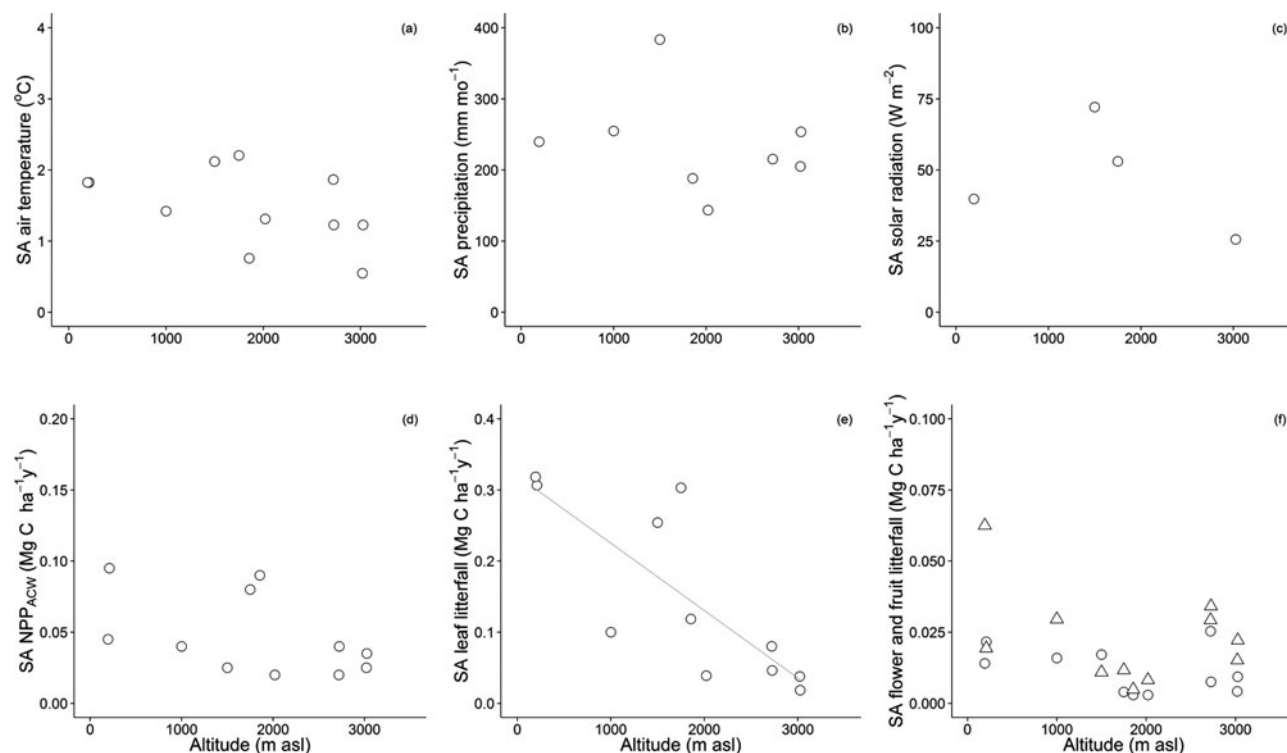 (a)
SA air temperature (°C)
4
3
2
1
0
0 1000 2000 3000
(b)
SA precipitation (mm mo⁻¹)
400
300
200
100
0
0 1000 2000 3000
(c)
SA solar radiation (W m⁻²)
100
75
50
25
0
0 1000 2000 3000
(d)
SA NPP_ACW (Mg C ha⁻¹y⁻¹)
0.20
0.15
0.10
0.05
0.00
0 1000 2000 3000
Altitude (m asl)
(e)
SA leaf litterfall (Mg C ha⁻¹y⁻¹)
0.4
0.3
0.2
0.1
0.0
0 1000 2000 3000
Altitude (m asl)
(f)
SA flower and fruit litterfall (Mg C ha⁻¹y⁻¹)
0.100
0.075
0.050
0.025
0.000
0 1000 2000 3000
Altitude (m asl)